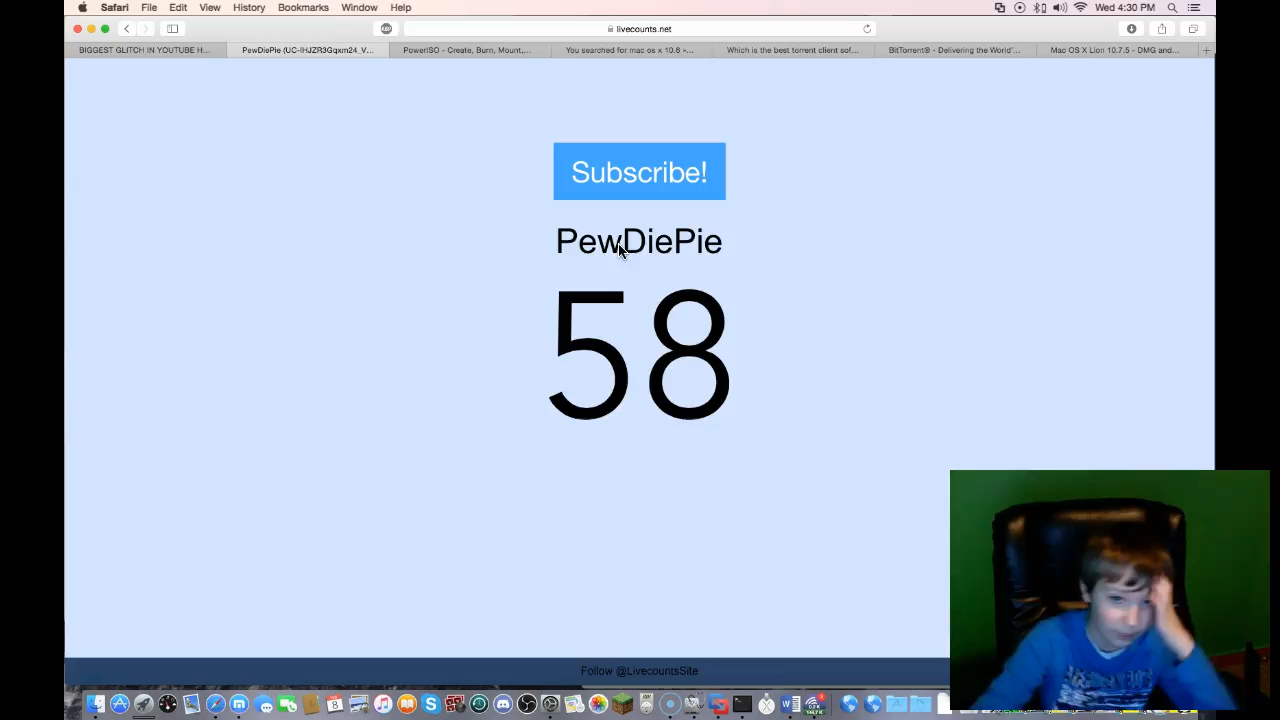 Safari File Edit View History Bookmarks Window Help Wed 4:30 PM
livecounts.net
BIGGEST GLITCH IN YOUTUBE H... PewDiePie (UC-lHJZR3Gqxm24_V... PowerISO - Create, Burn, Mount,... You searched for mac os x 10.6 »... Which is the best torrent client sof... BitTorrent® - Delivering the World'... Mac OS X Lion 10.7.5 - DMG and...
Subscribe!
PewDiePie
58
Follow @LivecountsSite